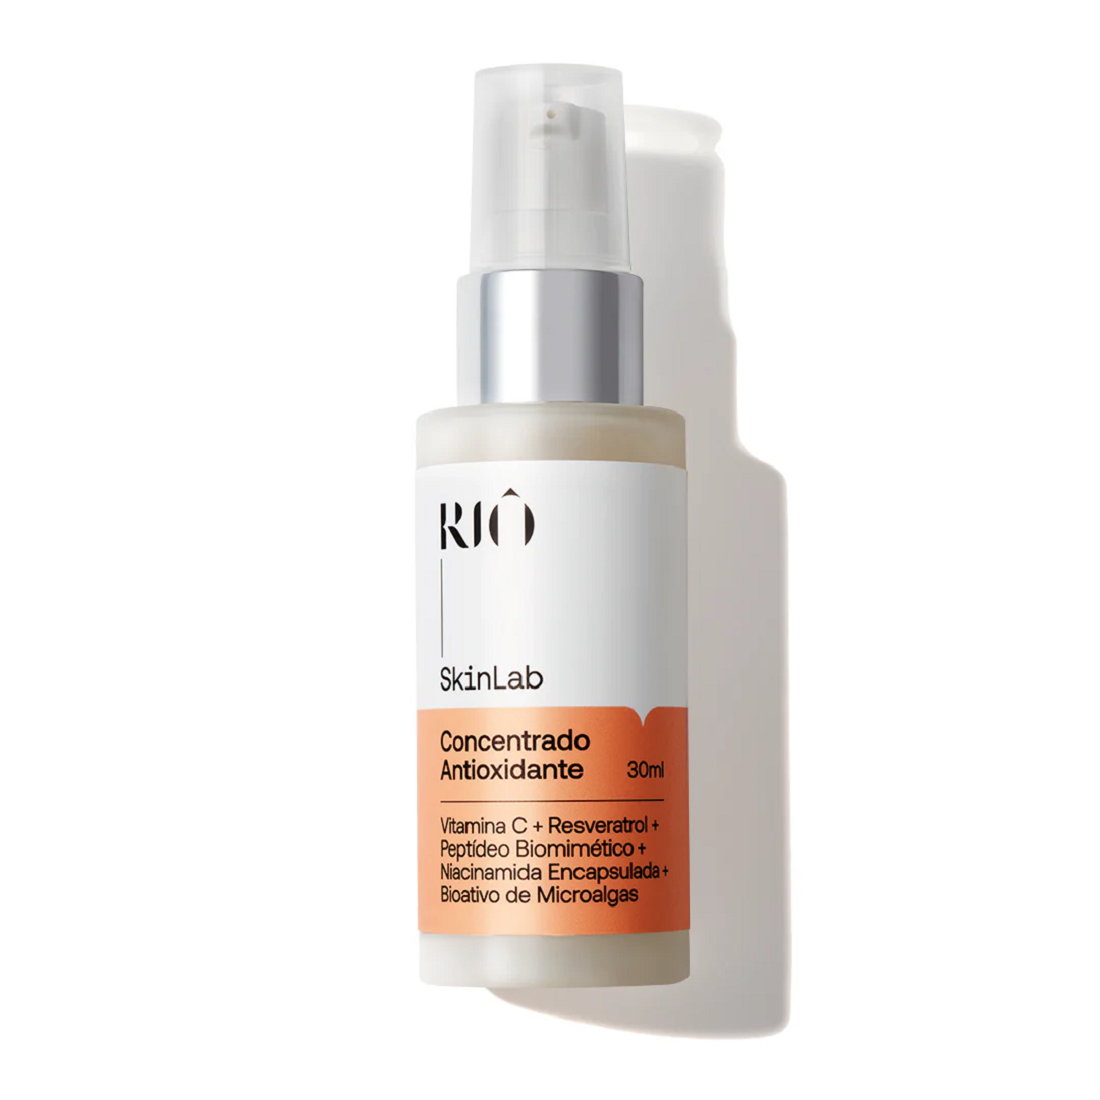 RIÔ
SkinLab
Concentrado
Antioxidante 30ml
Vitamina C + Resveratrol +
Peptídeo Biomimético +
Niacinamida Encapsulada +
Bioativo de Microalgas